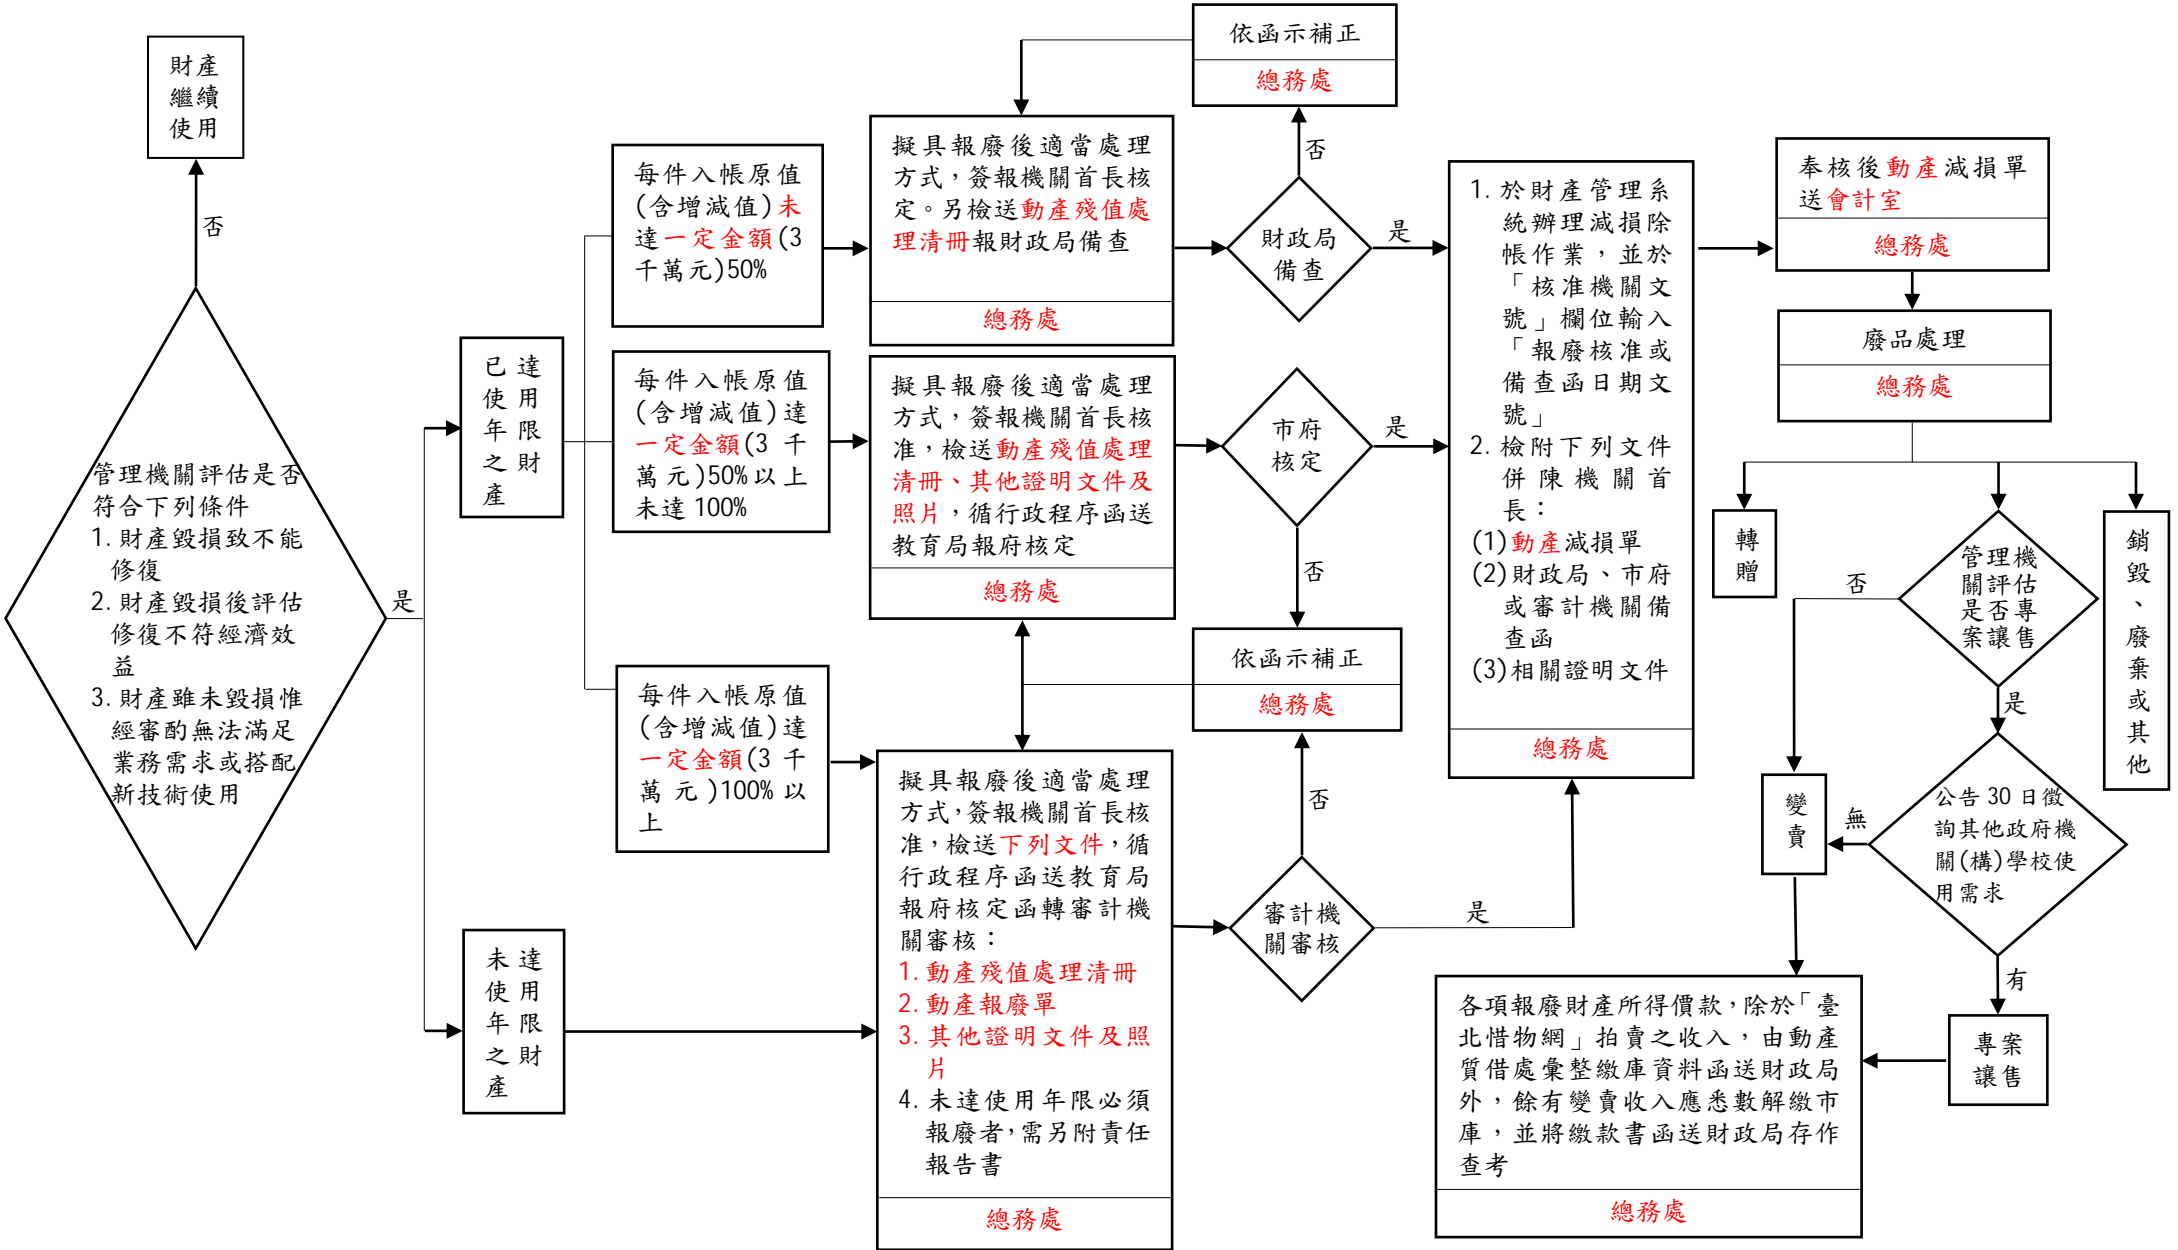 財產
繼續
使用
否
管理機關評估是否
符合下列條件
1. 財產毀損致不能
修復
2. 財產毀損後評估
修復不符經濟效
益
3. 財產雖未毀損惟
經審酌無法滿足
業務需求或搭配
新技術使用
是
已達
使用
年限
之財
產
未達
使用
年限
之財
產
每件入帳原值
(含增減值)未
達一定金額(3
千萬元)50%
每件入帳原值
(含增減值)達
一定金額(3 千
萬元)50%以上
未達 100%
每件入帳原值
(含增減值)達
一定金額(3 千
萬元)100%以
上
擬具報廢後適當處理
方式,簽報機關首長核
定。另檢送動產殘值處
理清冊報財政局備查
總務處
擬具報廢後適當處理
方式,簽報機關首長核
准,檢送動產殘值處理
清冊、其他證明文件及
照片,循行政程序函送
教育局報府核定
總務處
擬具報廢後適當處理
方式,簽報機關首長核
准,檢送下列文件,循
行政程序函送教育局
報府核定函轉審計機
關審核:
1. 動產殘值處理清冊
2. 動產報廢單
3. 其他證明文件及照
片
4. 未達使用年限必須
報廢者,需另附責任
報告書
總務處
依函示補正
總務處
否
財政局
備查
是
市府
核定
是
否
依函示補正
總務處
否
審計機
關審核
是
1. 於財產管理系
統辦理減損除
帳作業,並於
「核准機關文
號」欄位輸入
「報廢核准或
備查函日期文
號」
2. 檢附下列文件
併陳機關首
長:
(1)動產減損單
(2)財政局、市府
或審計機關備
查函
(3)相關證明文件
總務處
奉核後動產減損單
送會計室
總務處
廢品處理
總務處
轉
贈
管理機
關評估
是否專
案讓售
否
是
銷
毀
、
廢
棄
或
其
他
變
賣
無
公告 30 日徵
詢其他政府機
關(構)學校使
用需求
有
專案
讓售
各項報廢財產所得價款,除於「臺
北惜物網」拍賣之收入,由動產
質借處彙整繳庫資料函送財政局
外,餘有變賣收入應悉數解繳市
庫,並將繳款書函送財政局存作
查考
總務處